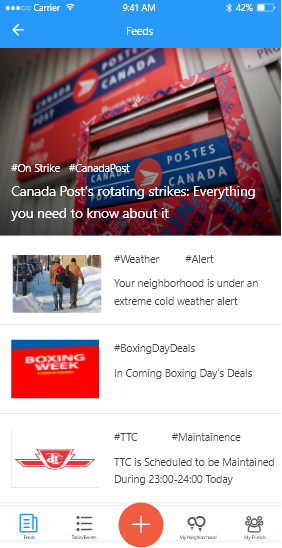 Carrier 9:41 AM 42%
Feeds
POSTES CANADA
CANADA POST
POSTES
CANADA
#On Strike #CanadaPost
Canada Post's rotating strikes: Everything
you need to know about it
#Weather #Alert
Your neighborhood is under an
extreme cold weather alert
BOXING
WEEK
#BoxingDayDeals
In Coming Boxing Day's Deals
#TTC #Maintainence
TTC is Scheduled to be Maintained
During 23:00-24:00 Today
Feeds Tasks/Events My Neighborhood My Friends